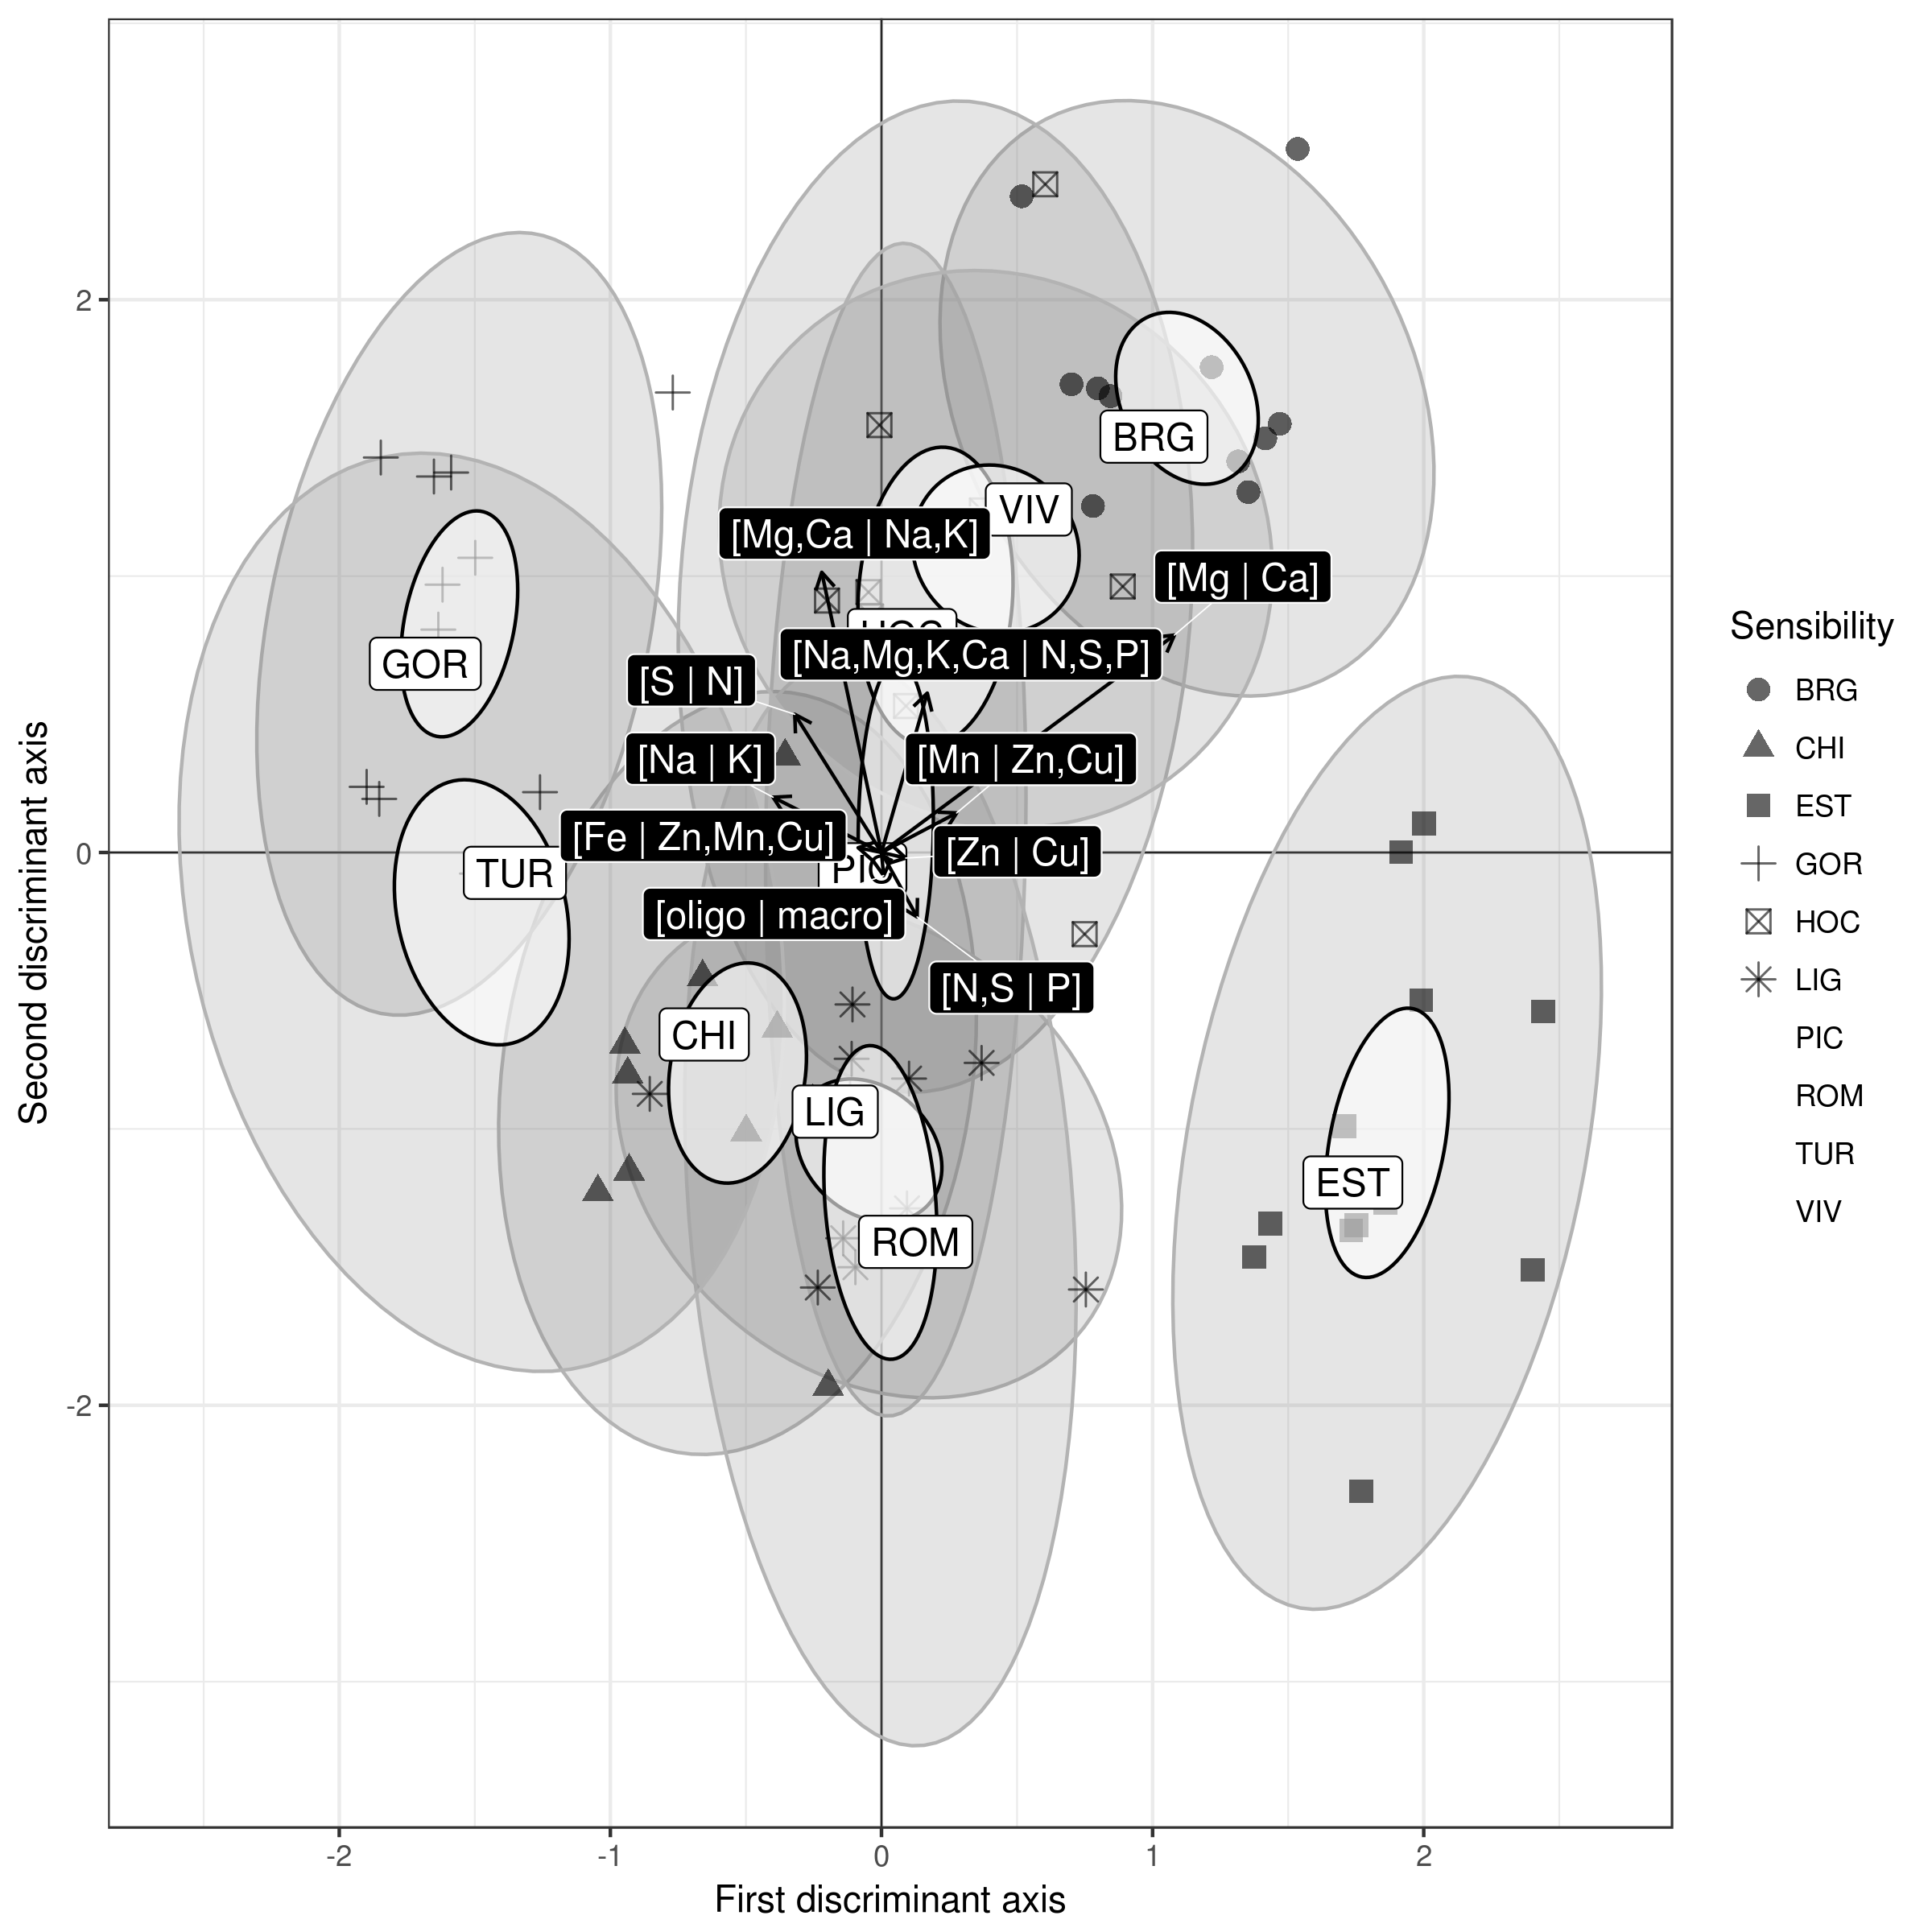 Second discriminant axis
2
0
-2
-2
-1
0
1
2
First discriminant axis
BRG
VIV
[Mg,Ca | Na,K]
[Mg | Ca]
HOC
[Na,Mg,K,Ca | N,S,P]
GOR
[S | N]
[Na | K]
[Mn | Zn,Cu]
[Fe | Zn,Mn,Cu]
[Zn | Cu]
TUR
PIC
[oligo | macro]
[N,S | P]
CHI
LIG
EST
ROM
Sensibility
BRG
CHI
EST
GOR
HOC
LIG
PIC
ROM
TUR
VIV